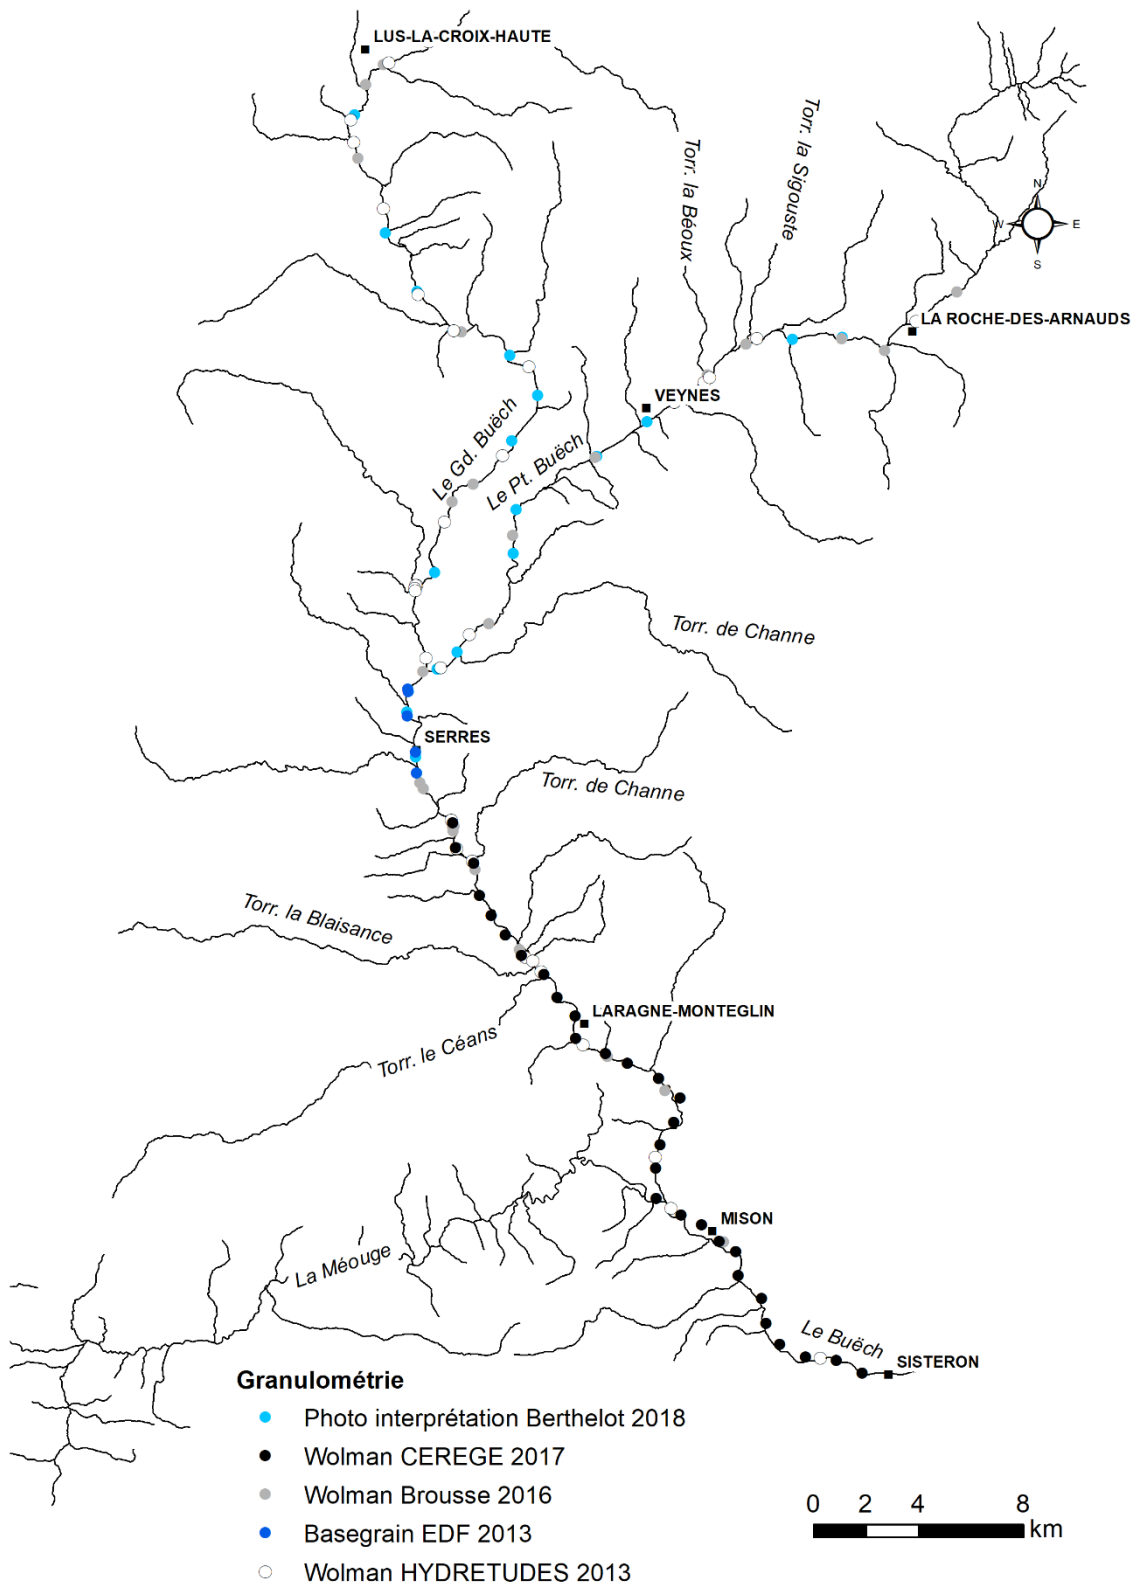 LUS-LA-CROIX-HAUTE
Torr. la Béoux
Torr. la Sigouste
N
W
E
S
LA ROCHE-DES-ARNAUDS
VEYNES
Le Gd. Buëch
Le Pt. Buëch
Torr. de Channe
SERRES
Torr. de Channe
Torr. la Blaisance
LARAGNE-MONTEGLIN
Torr. le Céans
MISON
La Méouge
Le Buëch
SISTERON
Granulométrie
Photo interprétation Berthelot 2018
Wolman CEREGE 2017
Wolman Brousse 2016
Basegrain EDF 2013
Wolman HYDRETUDES 2013
0 2 4 8
km